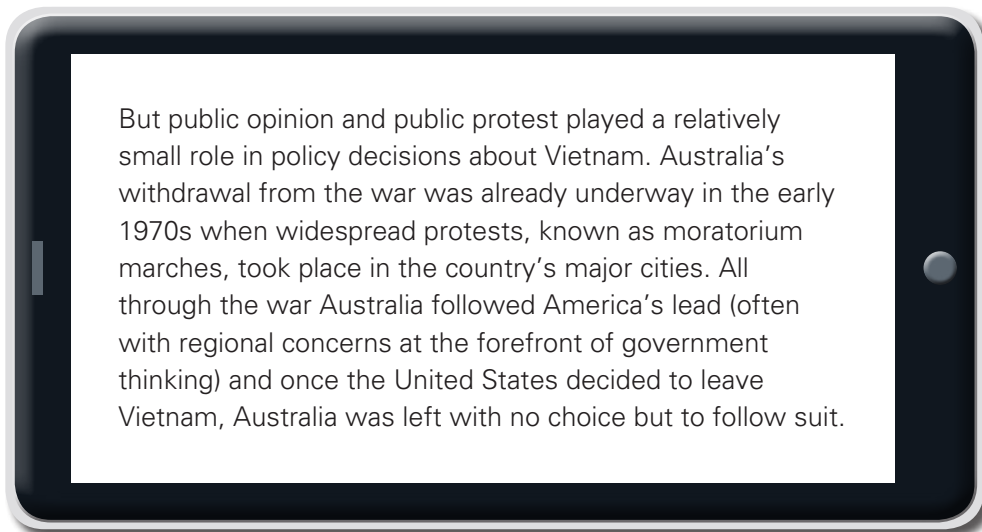 But public opinion and public protest played a relatively
small role in policy decisions about Vietnam. Australia’s
withdrawal from the war was already underway in the early
1970s when widespread protests, known as moratorium
marches, took place in the country’s major cities. All
through the war Australia followed America’s lead (often
with regional concerns at the forefront of government
thinking) and once the United States decided to leave
Vietnam, Australia was left with no choice but to follow suit.